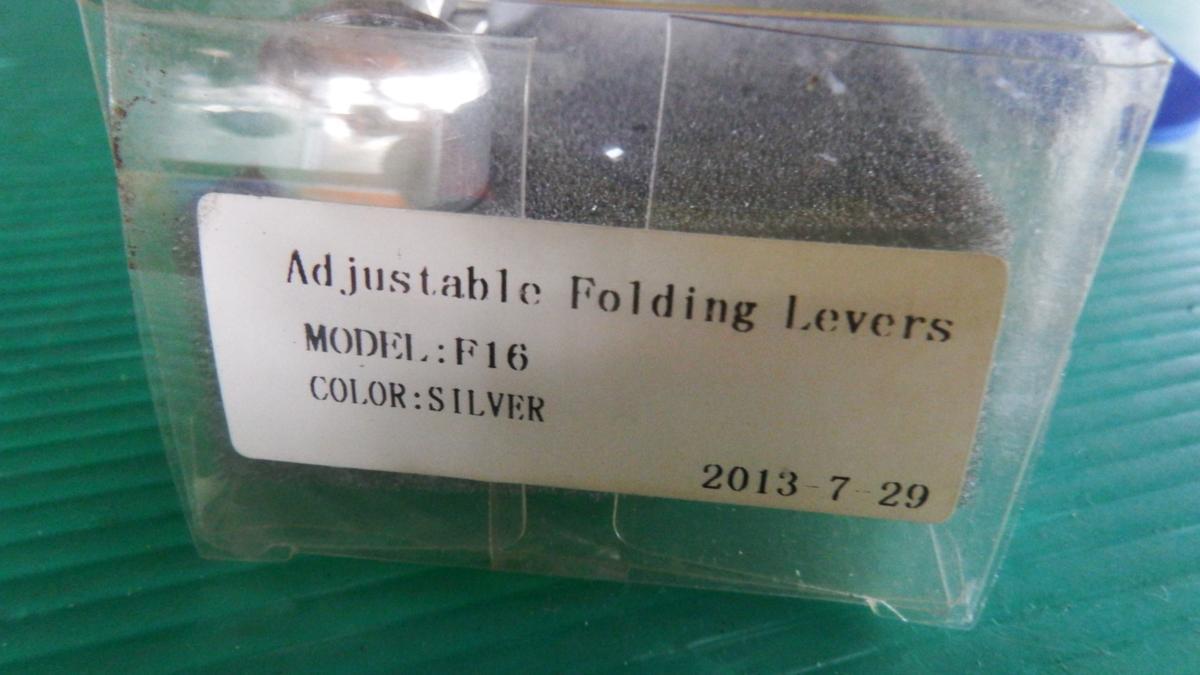 Adjustable Folding Levers
MODEL:F16
COLOR:SILVER
2013-7-29